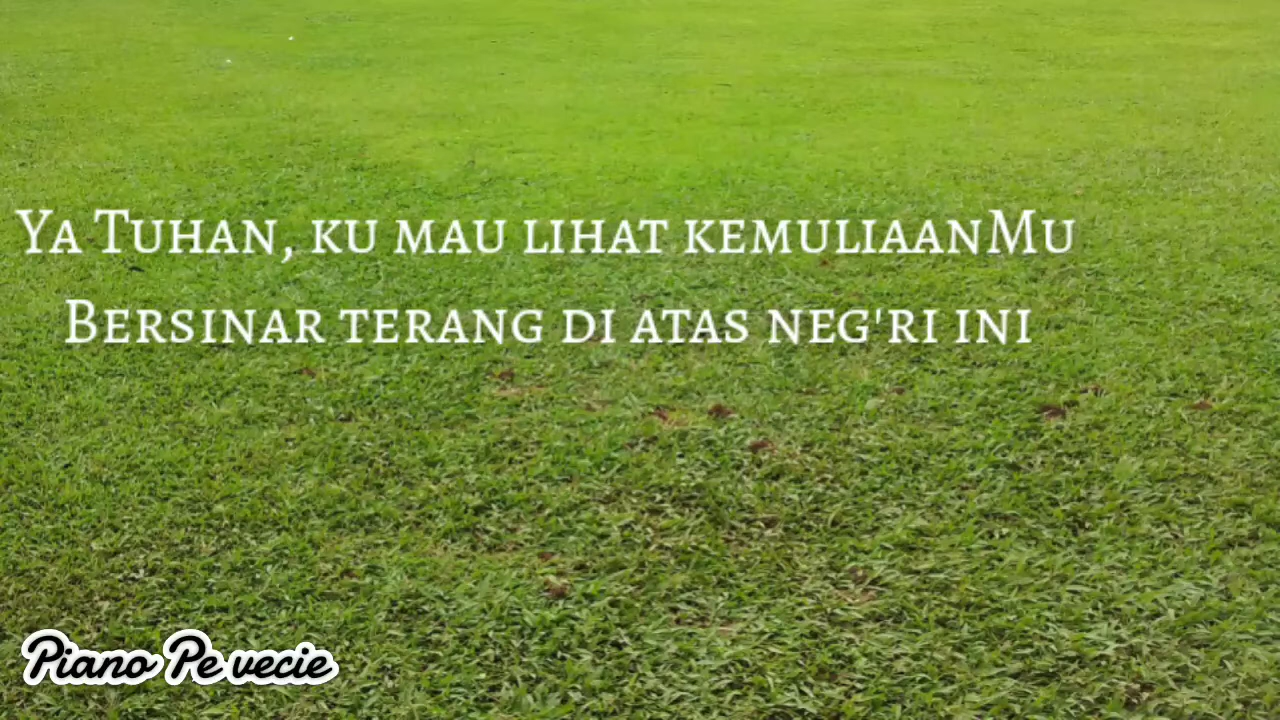 Ya Tuhan, ku mau lihat kemuliaanMu
Bersinar terang di atas neg'ri ini
Piano Pe vecie